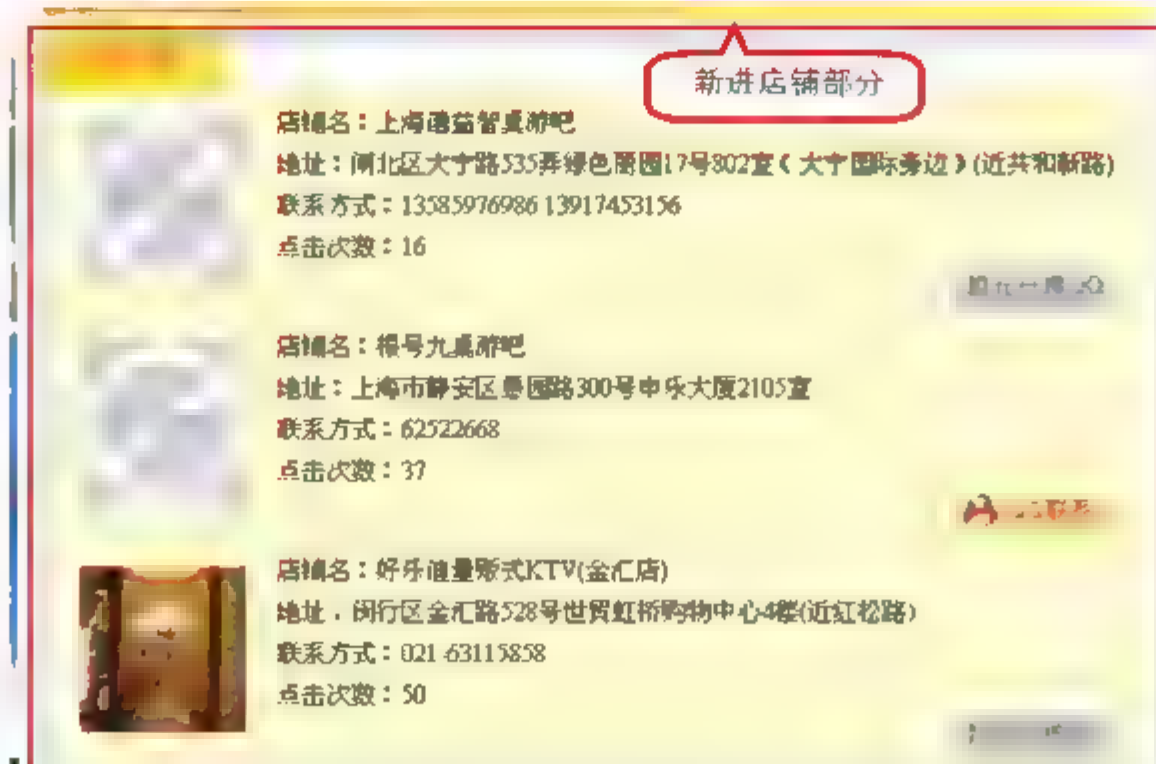 新进店铺部分
店铺名：上海 益智桌游吧
地址：闸北区大宁路535弄绿色丽园17号802室（大宁国际旁边）(近共和新路)
联系方式：13585976986 13917453156
点击次数：16
店铺名：根号九桌游吧
地址：上海市静安区 园路300号申乐大厦2105室
联系方式：62522668
点击次数：37
店铺名：好乐迪量贩式KTV(金汇店)
地址：闵行区金汇路528号世贸虹桥购物中心4楼(近红松路)
联系方式：021-63115858
点击次数：50